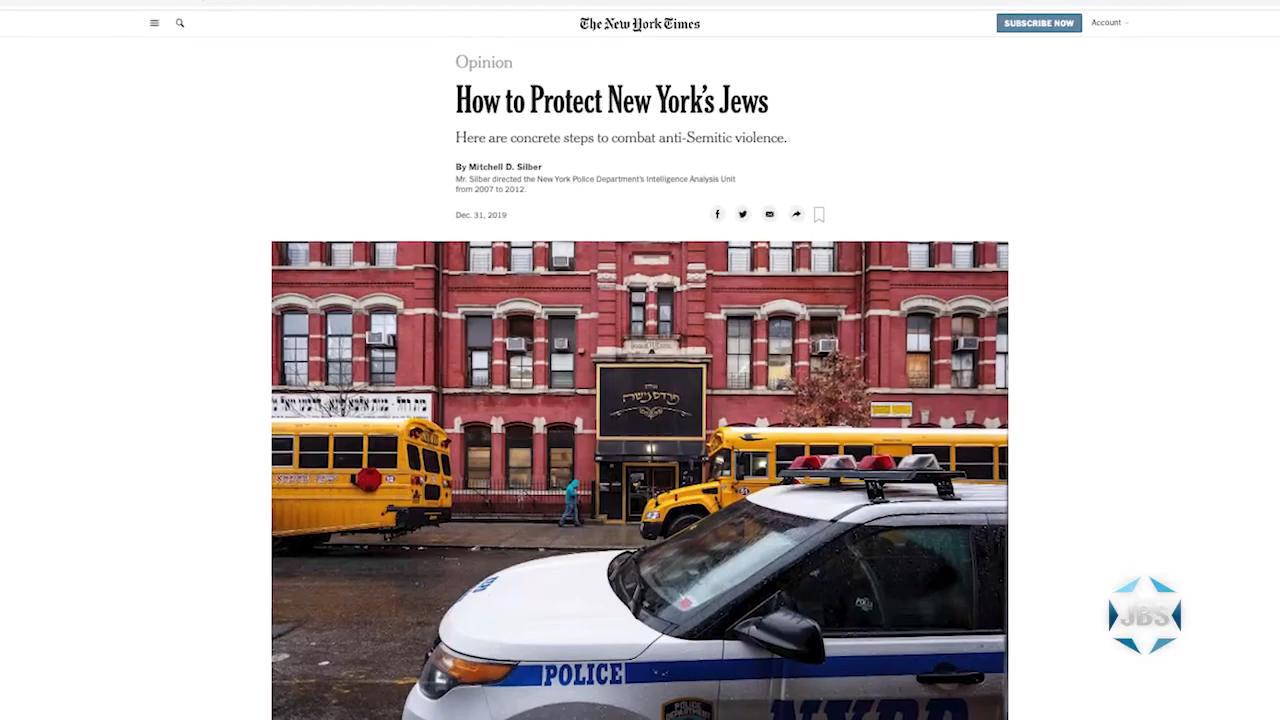 The New York Times
SUBSCRIBE NOW
Account
Opinion
How to Protect New York's Jews
Here are concrete steps to combat anti-Semitic violence.
By Mitchell D. Silber
Mr. Silber directed the New York Police Department's Intelligence Analysis Unit
from 2007 to 2012.
Dec. 31, 2019
POLICE
POLICE
NYPD
JBS